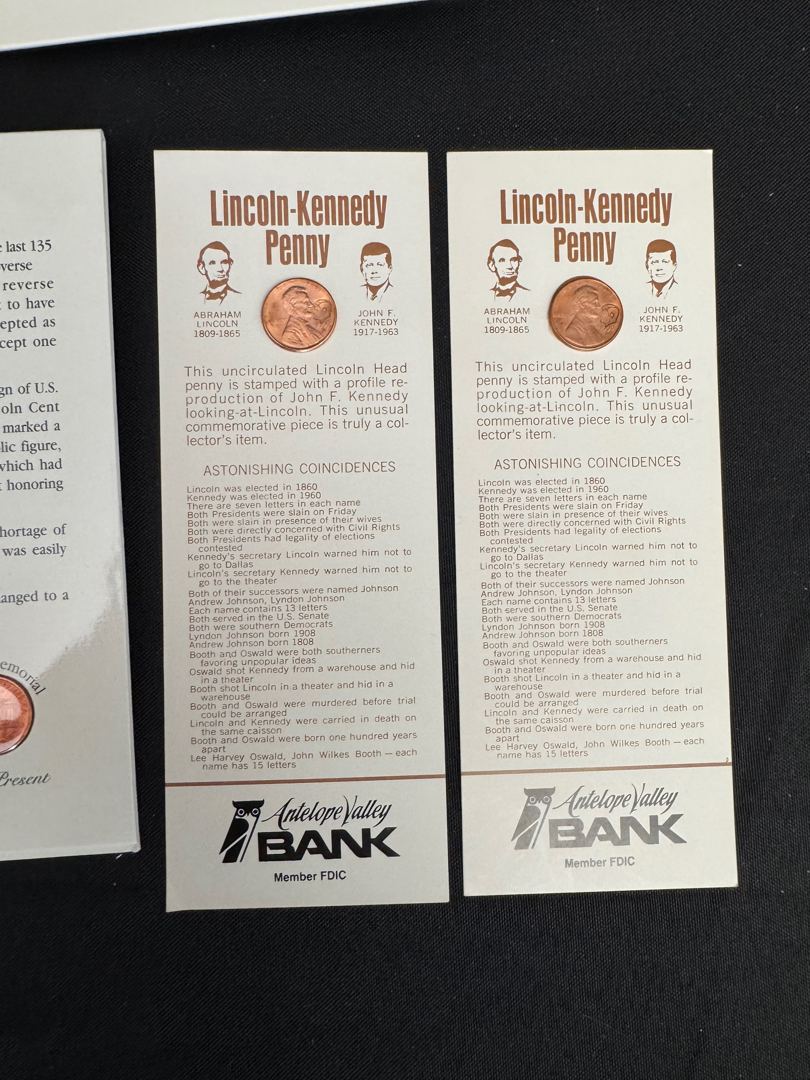 e last 135
verse
reverse
t to have
epted as
cept one
gn of U.S.
oln Cent
marked a
lic figure,
which had
t honoring
hortage of
was easily
anged to a
emorial
Present
Lincoln-Kennedy
Penny
ABRAHAM
LINCOLN
1809-1865
JOHN F.
KENNEDY
1917-1963
This uncirculated Lincoln Head
penny is stamped with a profile re-
production of John F. Kennedy
looking-at-Lincoln. This unusual
commemorative piece is truly a col-
lector's item.
ASTONISHING COINCIDENCES
Lincoln was elected in 1860
Kennedy was elected in 1960
There are seven letters in each name
Both Presidents were slain on Friday
Both were slain in presence of their wives
Both were directly concerned with Civil Rights
Both Presidents had legality of elections
contested
Kennedy's secretary Lincoln warned him not to
go to Dallas
Lincoln's secretary Kennedy warned him not to
go to the theater
Both of their successors were named Johnson
Andrew Johnson, Lyndon Johnson
Each name contains 13 letters
Both served in the U.S. Senate
Both were southern Democrats
Lyndon Johnson born 1908
Andrew Johnson born 1808
Booth and Oswald were both southerners
favoring unpopular ideas
Oswald shot Kennedy from a warehouse and hid
in a theater
Booth shot Lincoln in a theater and hid in a
warehouse
Booth and Oswald were murdered before trial
could be arranged
Lincoln and Kennedy were carried in death on
the same caisson
Booth and Oswald were born one hundred years
apart
Lee Harvey Oswald, John Wilkes Booth — each
name has 15 letters
Antelope Valley
BANK
Member FDIC
Lincoln-Kennedy
Penny
ABRAHAM
LINCOLN
1809-1865
JOHN F.
KENNEDY
1917-1963
This uncirculated Lincoln Head
penny is stamped with a profile re-
production of John F. Kennedy
looking-at-Lincoln. This unusual
commemorative piece is truly a col-
lector's item.
ASTONISHING COINCIDENCES
Lincoln was elected in 1860
Kennedy was elected in 1960
There are seven letters in each name
Both Presidents were slain on Friday
Both were slain in presence of their wives
Both were directly concerned with Civil Rights
Both Presidents had legality of elections
contested
Kennedy's secretary Lincoln warned him not to
go to Dallas
Lincoln's secretary Kennedy warned him not to
go to the theater
Both of their successors were named Johnson
Andrew Johnson, Lyndon Johnson
Each name contains 13 letters
Both served in the U.S. Senate
Both were southern Democrats
Lyndon Johnson born 1908
Andrew Johnson born 1808
Booth and Oswald were both southerners
favoring unpopular ideas
Oswald shot Kennedy from a warehouse and hid
in a theater
Booth shot Lincoln in a theater and hid in a
warehouse
Booth and Oswald were murdered before trial
could be arranged
Lincoln and Kennedy were carried in death on
the same caisson
Booth and Oswald were born one hundred years
apart
Lee Harvey Oswald, John Wilkes Booth — each
name has 15 letters
Antelope Valley
BANK
Member FDIC